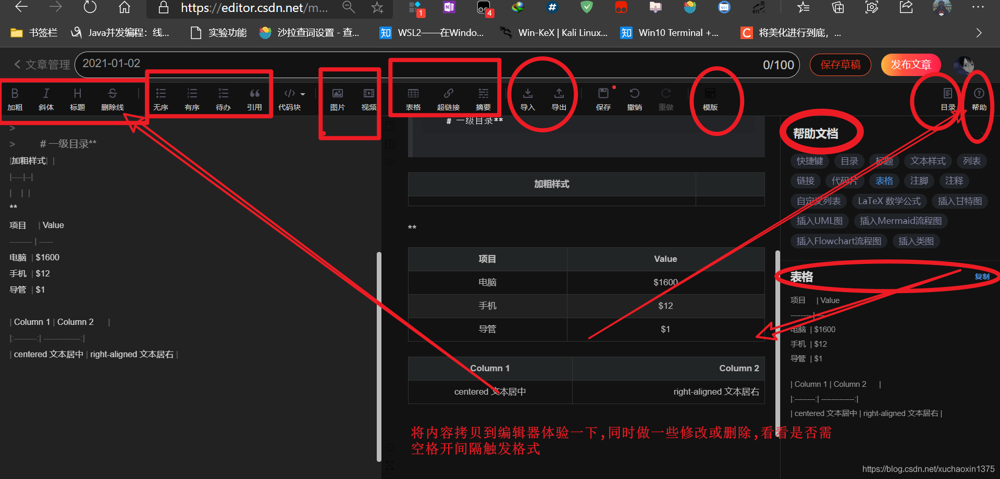 https://editor.csdn.net/m...
1
4
en 英
书签栏
Java并发编程：线...
实验功能
沙拉查词设置 - 查...
知 WSL2——在Windo...
Win-KeX | Kali Linux...
知 Win10 Terminal +...
C 将美化进行到底，...
文章管理
2021-01-02
0/100
保存草稿
发布文章
B I H S
加粗 斜体 标题 删除线 无序 有序 待办 引用 代码块 图片 视频 表格 超链接 摘要 导入 导出 保存 撤销 重做 模版 目录 帮助
>
> # 一级目录**
|加粗样式| |
|----|--|
| | |
**
项目 | Value
-------- | -----
电脑 | $1600
手机 | $12
导管 | $1
| Column 1 | Column 2 |
|:--------:| -------------:|
| centered 文本居中 | right-aligned 文本居右 |
# 一级目录**
加粗样式
**
项目 Value
电脑 $1600
手机 $12
导管 $1
Column 1 Column 2
centered 文本居中 right-aligned 文本居右
将内容拷贝到编辑器体验一下,同时做一些修改或删除,看看是否需
空格开间隔触发格式
帮助文档
快捷键 目录 标题 文本样式 列表
链接 代码片 表格 注脚 注释
自定义列表 LaTeX 数学公式 插入甘特图
插入UML图 插入Mermaid流程图
插入Flowchart流程图 插入类图
表格 复制
项目 | Value
-------- | -----
电脑 | $1600
手机 | $12
导管 | $1
| Column 1 | Column 2 |
|:--------:| -------------:|
| centered 文本居中 | right-aligned 文本居右 |
https://blog.csdn.net/xuchaoxin1375